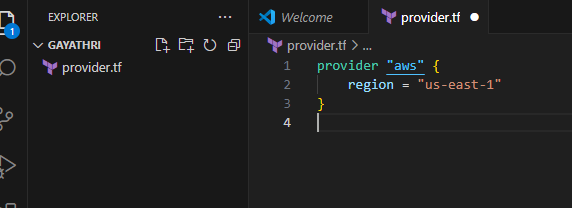 EXPLORER ...
GAYATHRI
provider.tf
1
Welcome
provider.tf
provider.tf > ...
1 provider "aws" {
2 region = "us-east-1"
3 }
4